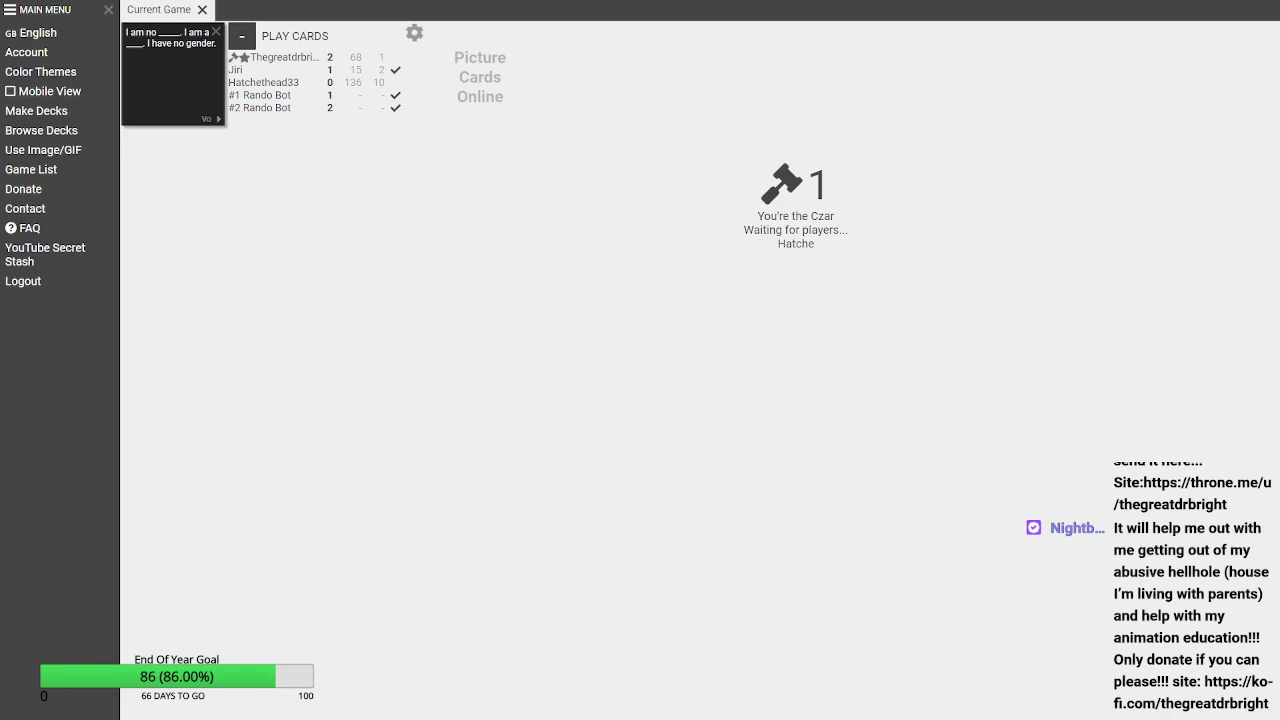 MAIN MENU
GB English
Account
Color Themes
Mobile View
Make Decks
Browse Decks
Use Image/GIF
Game List
Donate
Contact
FAQ
YouTube Secret
Stash
Logout
Current Game
I am no ____. I am a
____. I have no gender.
Vo
- PLAY CARDS
Thegreatdrbri... 2 68 1
Jiri 1 15 2
Hatchethead33 0 136 10
#1 Rando Bot 1 - -
#2 Rando Bot 2 - -
Picture
Cards
Online
1
You're the Czar
Waiting for players...
Hatche
send it here...
Site:https://throne.me/u
/thegreatdrbright
Nightb... It will help me out with
me getting out of my
abusive hellhole (house
I'm living with parents)
and help with my
animation education!!!
Only donate if you can
please!!! site: https://ko-
fi.com/thegreatdrbright
End Of Year Goal
86 (86.00%)
0 66 DAYS TO GO 100